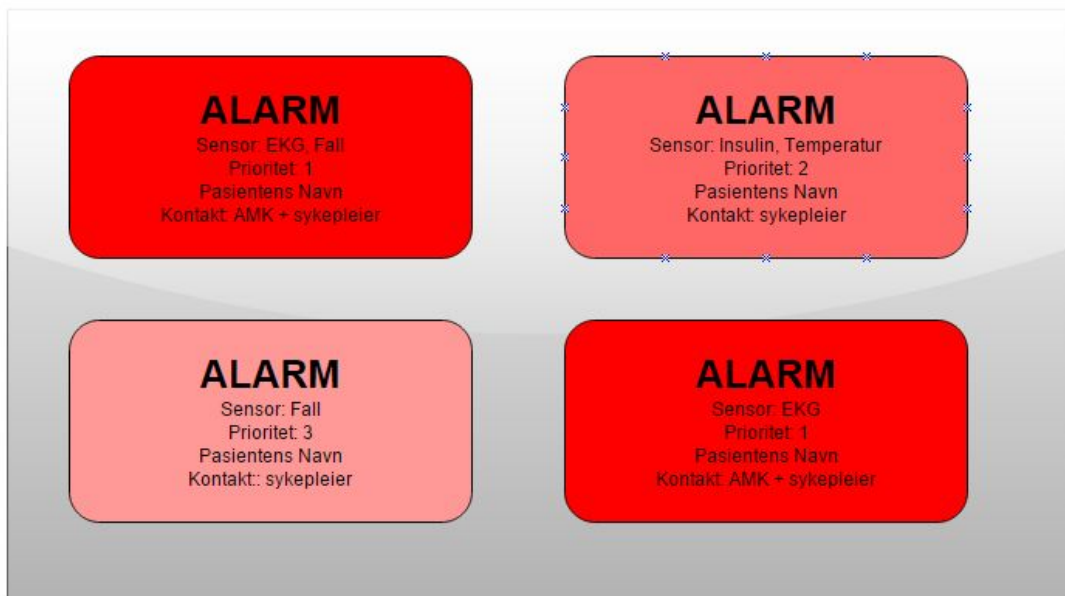 ALARM
Sensor: EKG, Fall
Prioritet: 1
Pasientens Navn
Kontakt: AMK + sykepleier
ALARM
Sensor: Insulin, Temperatur
Prioritet: 2
Pasientens Navn
Kontakt: sykepleier
ALARM
Sensor: Fall
Prioritet: 3
Pasientens Navn
Kontakt:: sykepleier
ALARM
Sensor: EKG
Prioritet: 1
Pasientens Navn
Kontakt: AMK + sykepleier